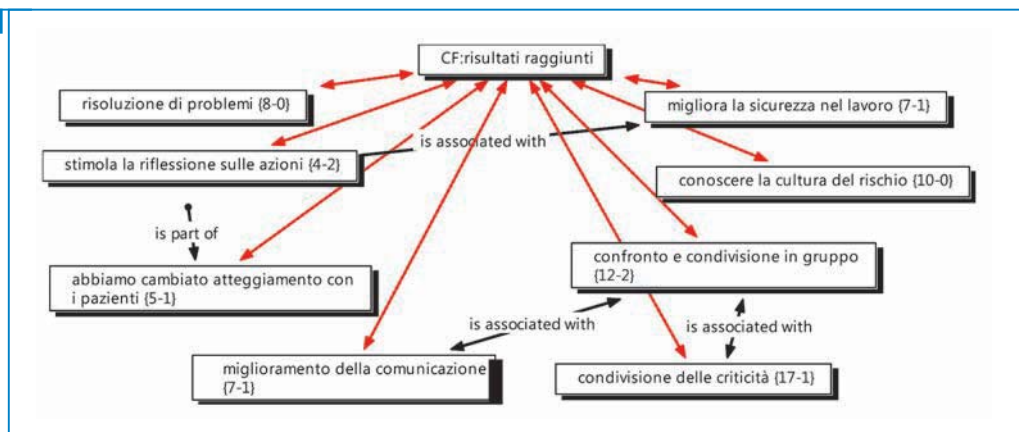 CF:risultati raggiunti
risoluzione di problemi {8-0}
migliora la sicurezza nel lavoro {7-1}
is associated with
stimola la riflessione sulle azioni {4-2}
conoscere la cultura del rischio {10-0}
is part of
confronto e condivisione in gruppo
{12-2}
abbiamo cambiato atteggiamento con
i pazienti {5-1}
is associated with
is associated with
miglioramento della comunicazione
{7-1}
condivisione delle criticità {17-1}